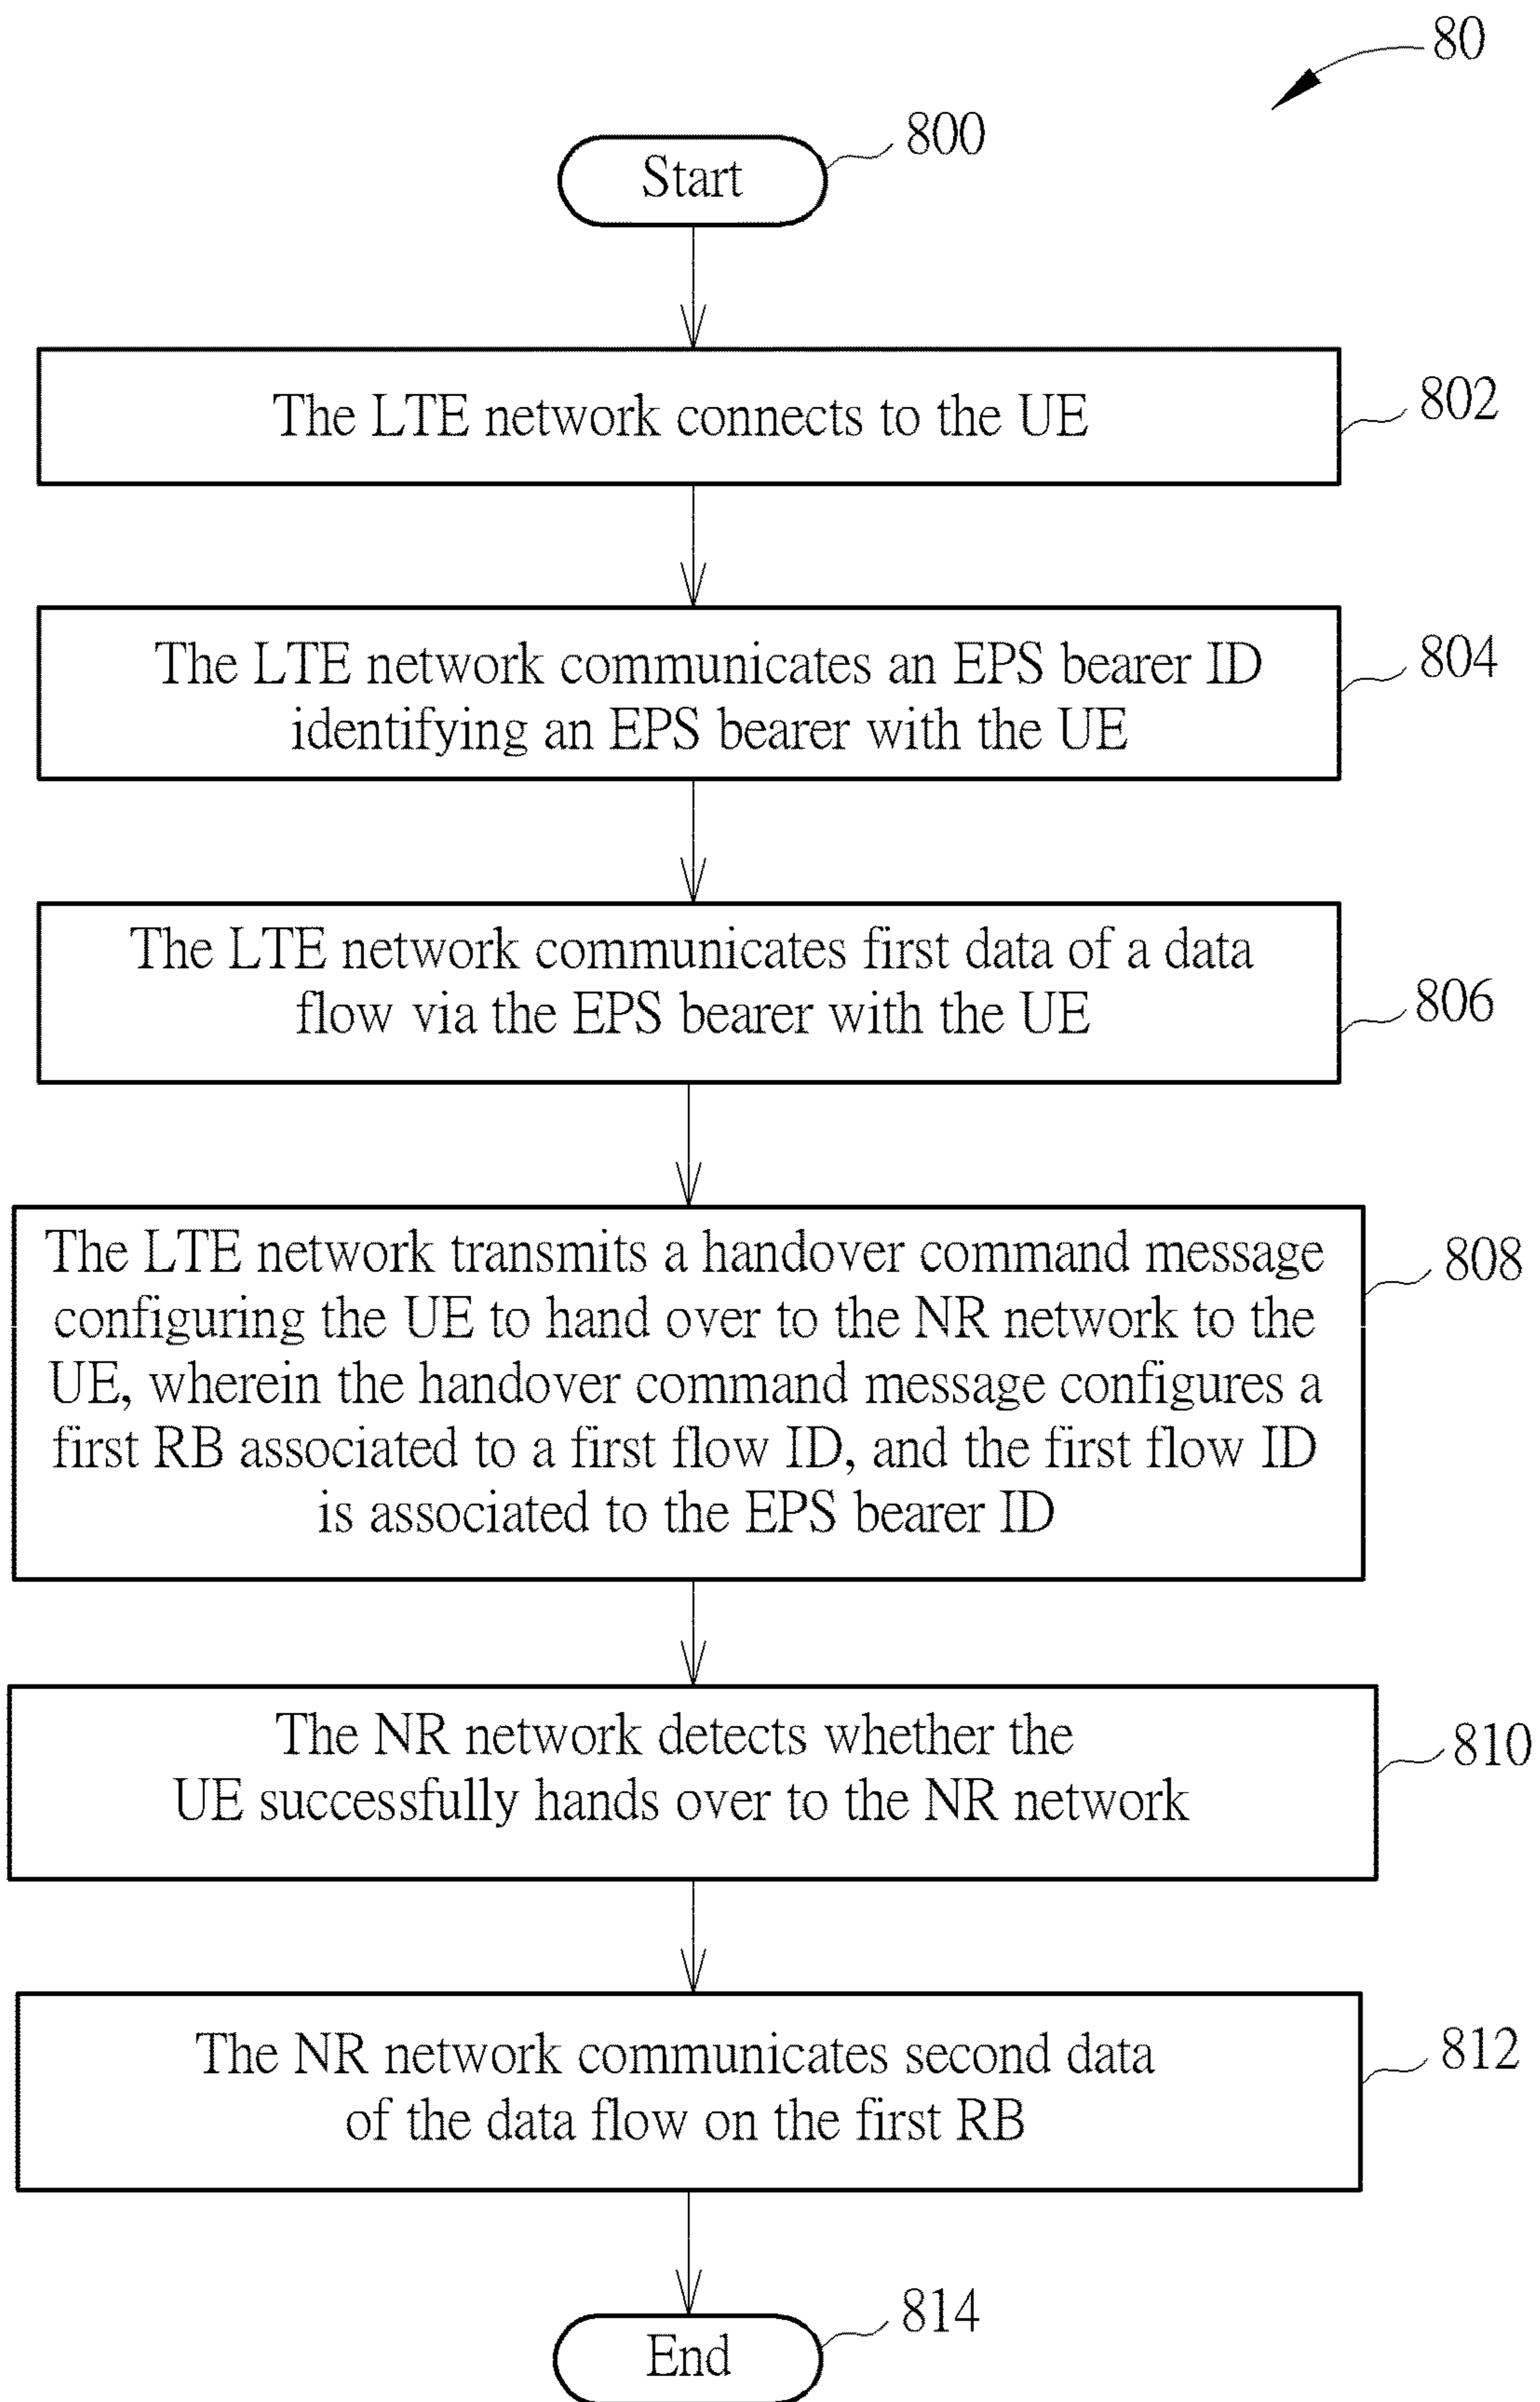 80
Start
800
The LTE network connects to the UE
802
The LTE network communicates an EPS bearer ID
identifying an EPS bearer with the UE
804
The LTE network communicates first data of a data
flow via the EPS bearer with the UE
806
The LTE network transmits a handover command message
configuring the UE to hand over to the NR network to the
UE, wherein the handover command message configures a
first RB associated to a first flow ID, and the first flow ID
is associated to the EPS bearer ID
808
The NR network detects whether the
UE successfully hands over to the NR network
810
The NR network communicates second data
of the data flow on the first RB
812
End
814